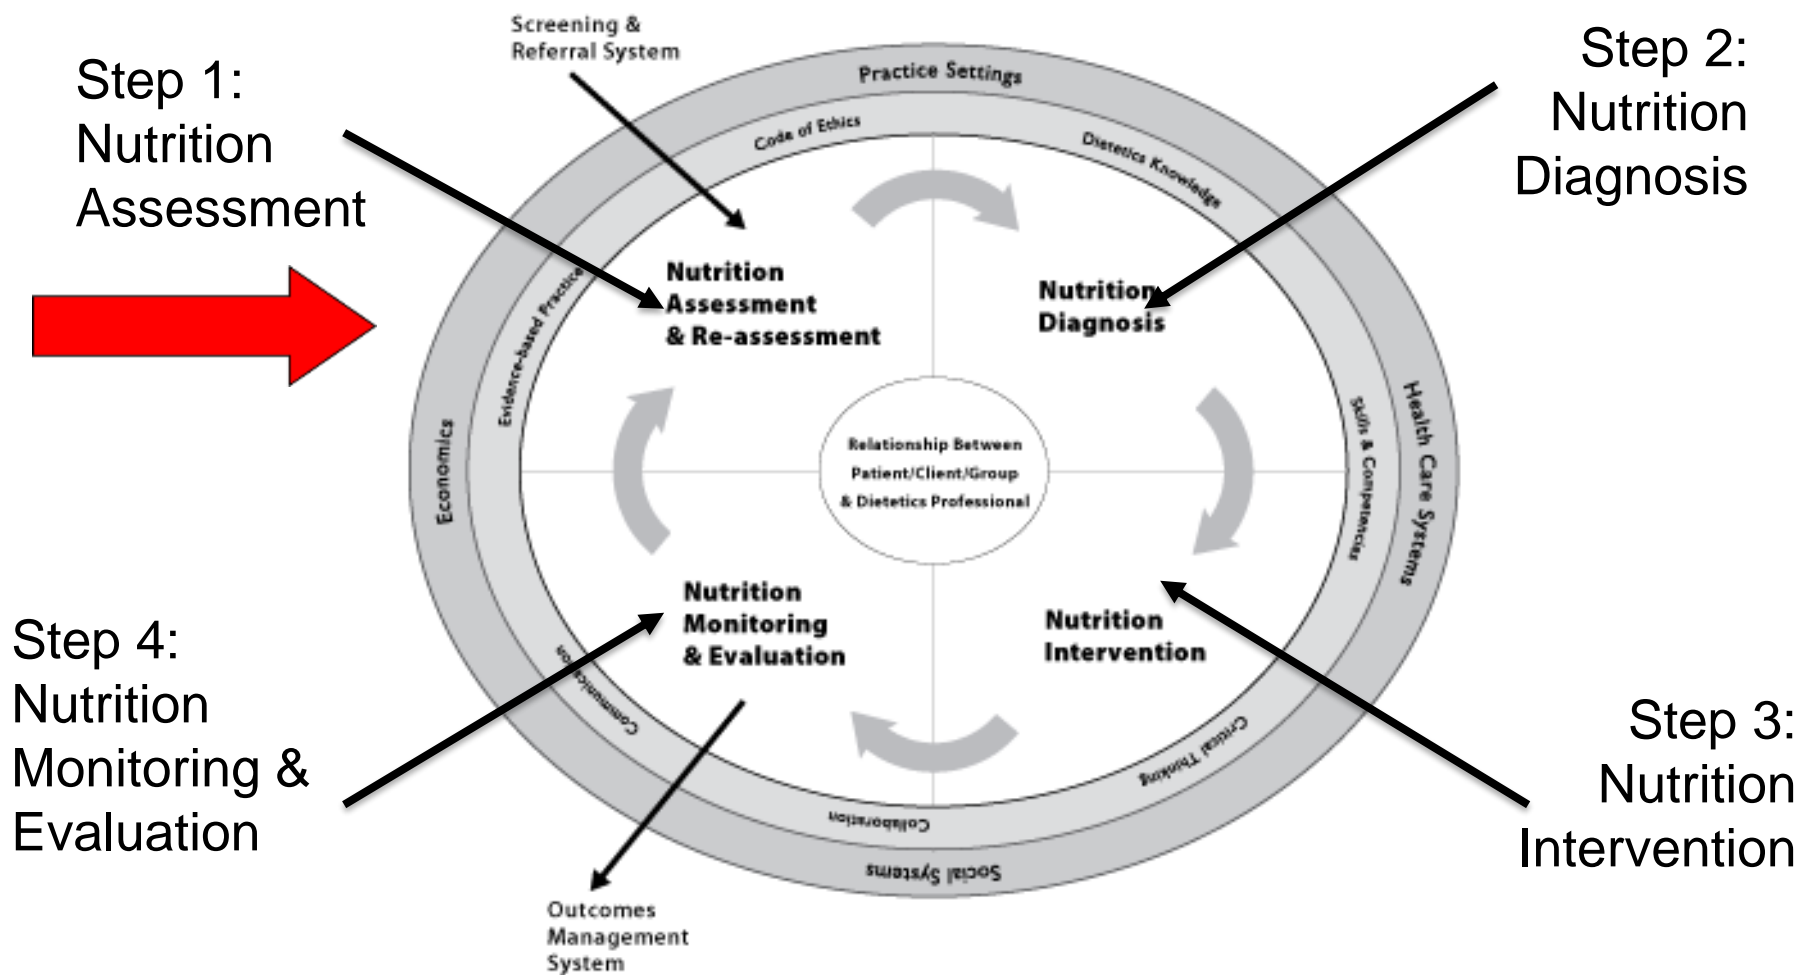 Screening &
Referral System
Step 1:
Nutrition
Assessment
Step 2:
Nutrition
Diagnosis
Practice Settings
Code of Ethics
Dietetics Knowledge
Evidence-based Practice
Economics
Nutrition
Assessment
& Re-assessment
Nutrition
Diagnosis
Skills & Competencies
Health Care Systems
Relationship Between
Patient/Client/Group
& Dietetics Professional
Nutrition
Monitoring
& Evaluation
Nutrition
Intervention
Step 4:
Nutrition
Monitoring &
Evaluation
Step 3:
Nutrition
Intervention
Communication
Critical Thinking
Collaboration
Social Systems
Outcomes
Management
System